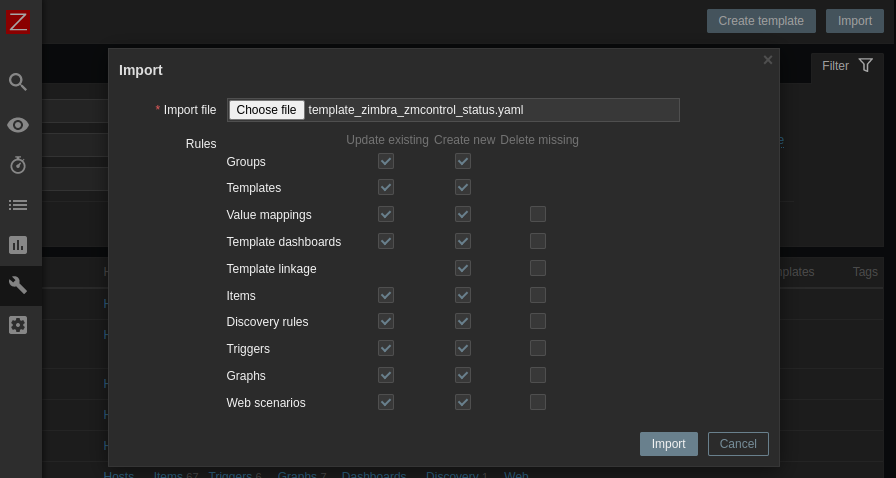 Z
Create template Import
Filter
×
Import
* Import file Choose file template_zimbra_zmcontrol_status.yaml
Rules Update existing Create new Delete missing
Groups
Templates
Value mappings
Template dashboards
Template linkage
Items
Discovery rules
Triggers
Graphs
Web scenarios
Tags
Import Cancel
Hosts Items 67 Triggers 6 Graphs 7 Dashboards Discovery 1 Web